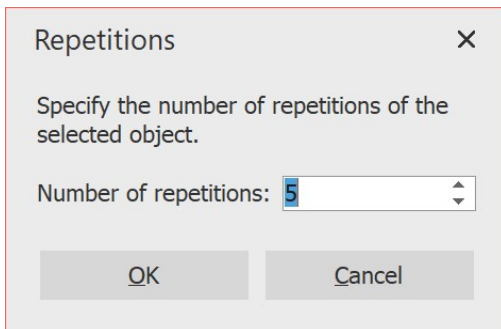 Repetitions
Specify the number of repetitions of the
selected object.
Number of repetitions: 5
OK Cancel